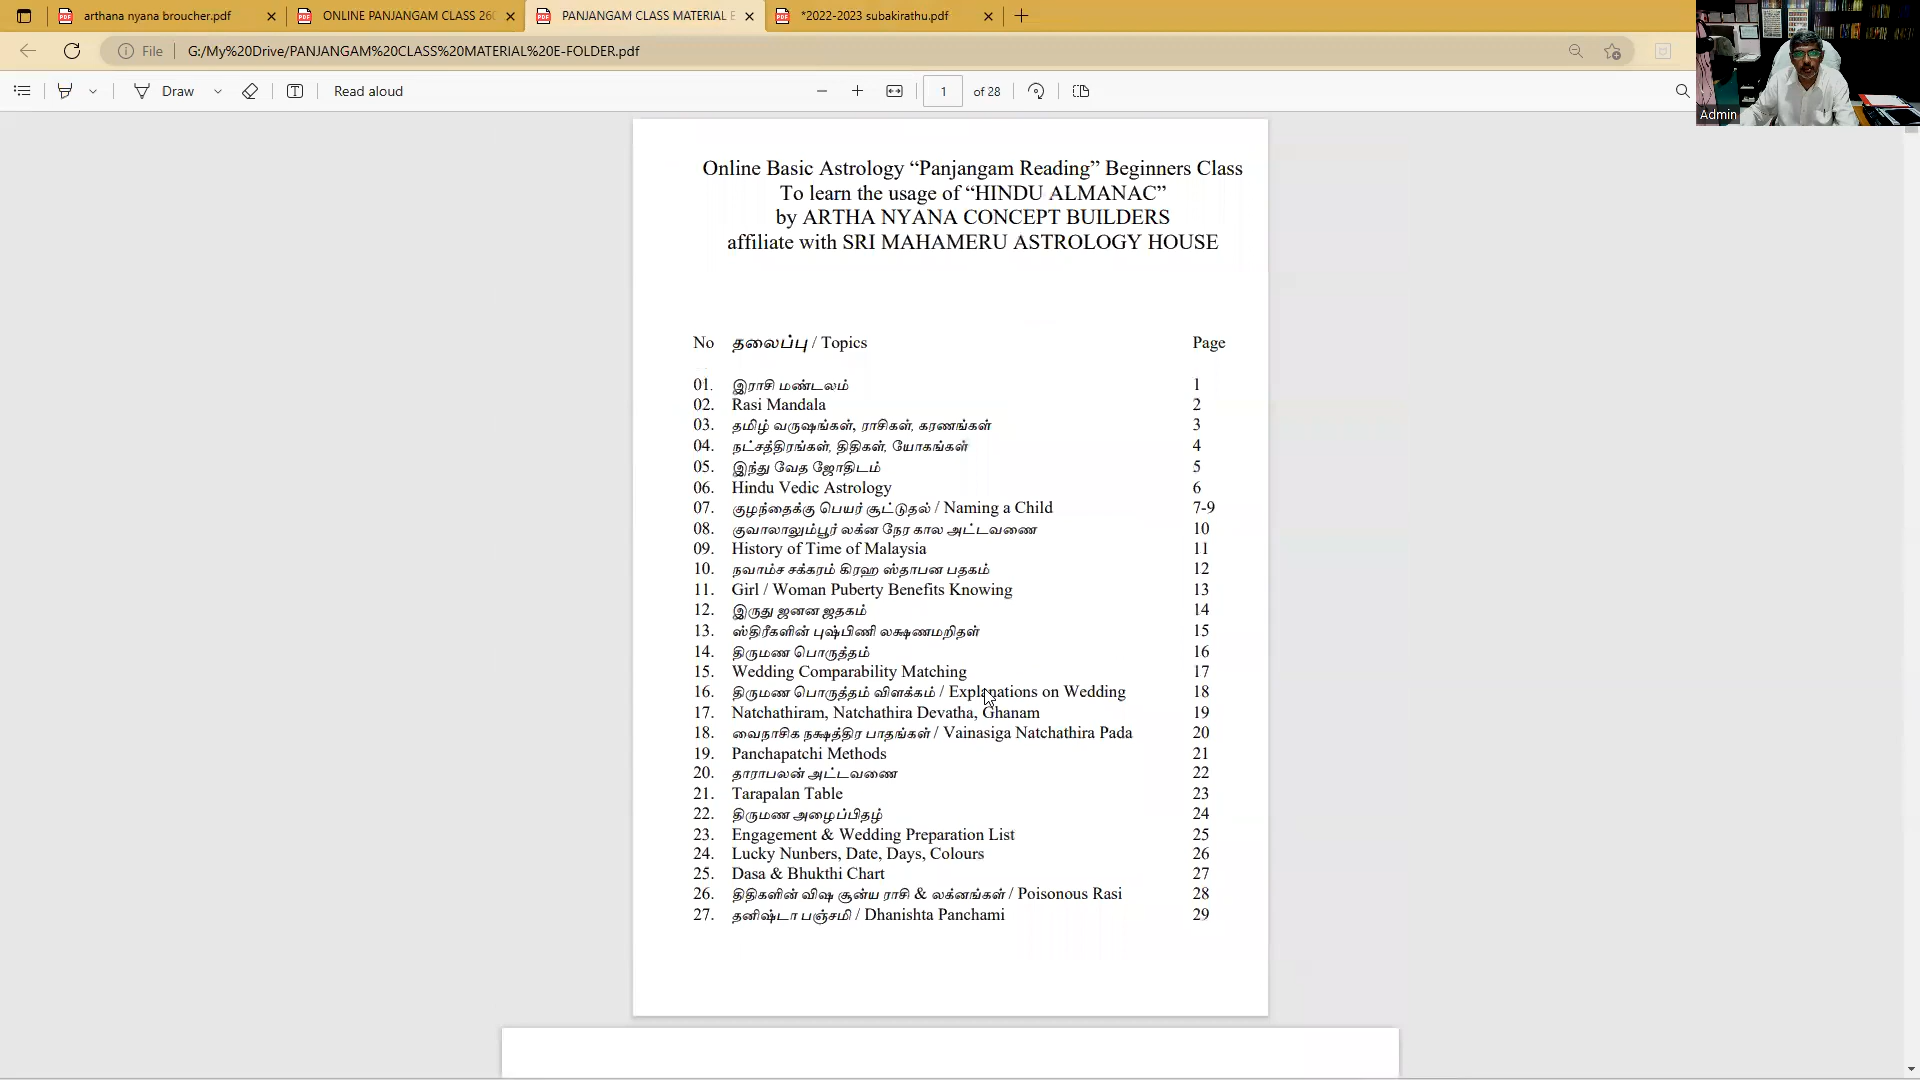 arthana nyana broucher.pdf
ONLINE PANJANGAM CLASS 260
PANJANGAM CLASS MATERIAL E
*2022-2023 subakirathu.pdf
File
G:/My%20Drive/PANJANGAM%20CLASS%20MATERIAL%20E-FOLDER.pdf
Draw
Read aloud
1 of 28
Admin
Online Basic Astrology “Panjangam Reading” Beginners Class
To learn the usage of “HINDU ALMANAC”
by ARTHA NYANA CONCEPT BUILDERS
affiliate with SRI MAHAMERU ASTROLOGY HOUSE
No தலைப்பு / Topics Page
01. இராசி மண்டலம் 1
02. Rasi Mandala 2
03. தமிழ் வருஷங்கள், ராசிகள், கரணங்கள் 3
04. நட்சத்திரங்கள், திதிகள், யோகங்கள் 4
05. இந்து வேத ஜோதிடம் 5
06. Hindu Vedic Astrology 6
07. குழந்தைக்கு பெயர் சூட்டுதல் / Naming a Child 7-9
08. குவாலாலும்பூர் லக்ன நேர கால அட்டவணை 10
09. History of Time of Malaysia 11
10. நவாம்ச சக்கரம் கிரஹ ஸ்தாபன பதகம் 12
11. Girl / Woman Puberty Benefits Knowing 13
12. இருது ஜனன ஜதகம் 14
13. ஸ்திரீகளின் புஷ்பிணி லக்ஷணமறிதள் 15
14. திருமண பொருத்தம் 16
15. Wedding Comparability Matching 17
16. திருமண பொருத்தம் விளக்கம் / Explanations on Wedding 18
17. Natchathiram, Natchathira Devatha, Ghanam 19
18. வைநாசிக நக்ஷத்திர பாதங்கள் / Vainasiga Natchathira Pada 20
19. Panchapatchi Methods 21
20. தாராபலன் அட்டவணை 22
21. Tarapalan Table 23
22. திருமண அழைப்பிதழ் 24
23. Engagement & Wedding Preparation List 25
24. Lucky Nunbers, Date, Days, Colours 26
25. Dasa & Bhukthi Chart 27
26. திதிகளின் விஷ சூன்ய ராசி & லக்னங்கள் / Poisonous Rasi 28
27. தனிஷ்டா பஞ்சமி / Dhanishta Panchami 29